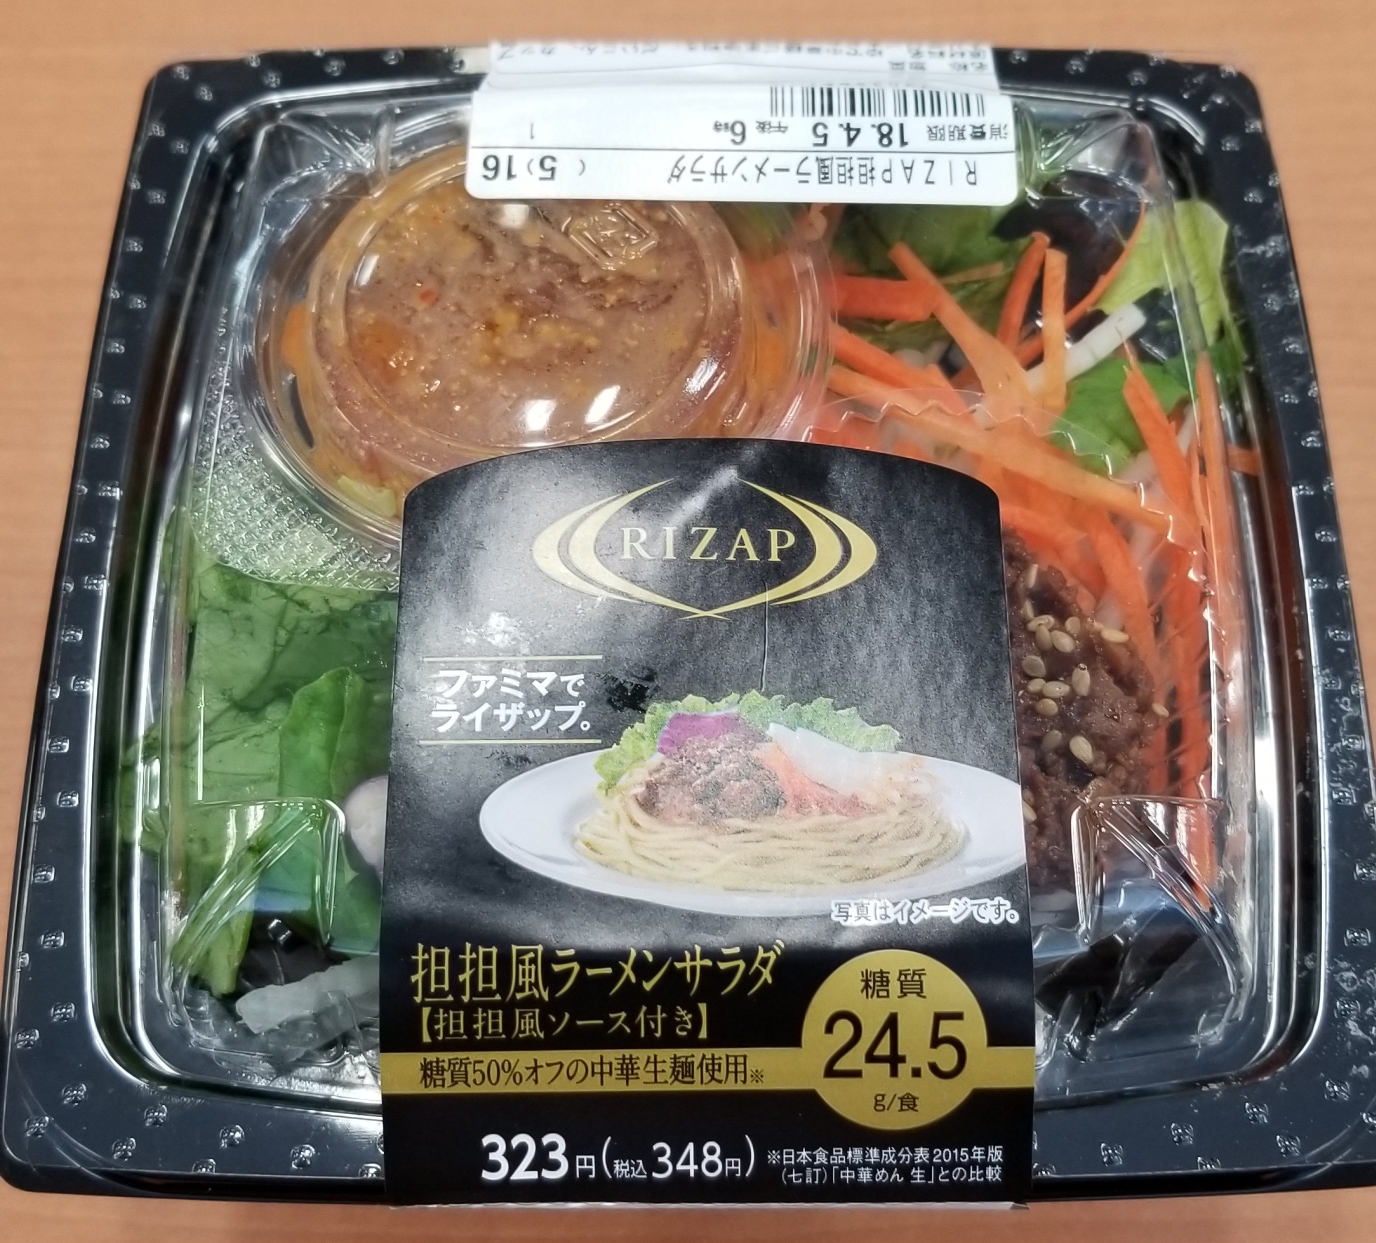 RIZAP担担風ラーメンサラダ
( 5) 16
消費期限 18.4.5 午後 6時
1
RIZAP
ファミマで
ライザップ。
写真はイメージです。
担担風ラーメンサラダ
【担担風ソース付き】
糖質50%オフの中華生麺使用※
糖質
24.5
g/食
323円(税込348円)
※日本食品標準成分表2015年版
(七訂)「中華めん 生」との比較